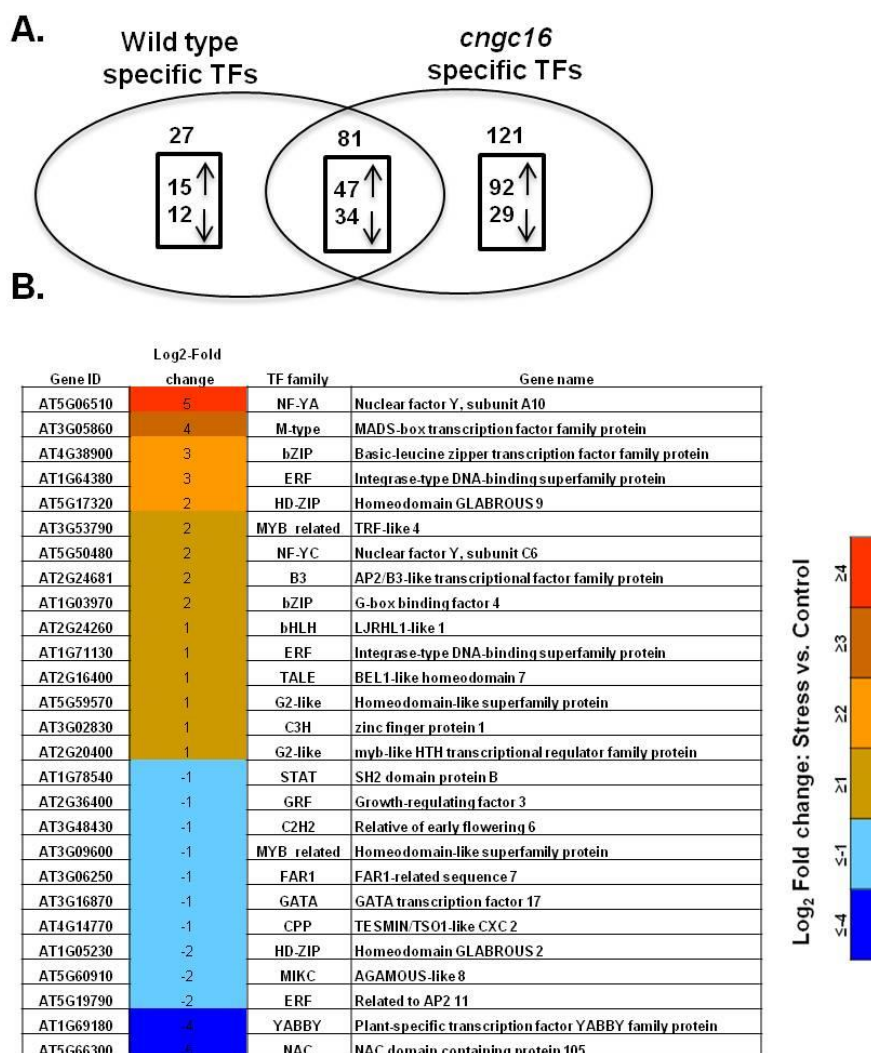 A.
Wild type
specific TFs
cngc16
specific TFs
27
15
12
81
47
34
121
92
29
B.
Gene ID Log2-Fold change TF family Gene name
AT5G06510 5 NF-YA Nuclear factor Y, subunit A10
AT3G05860 4 M-type MADS-box transcription factor family protein
AT4G38900 3 bZIP Basic-leucine zipper transcription factor family protein
AT1G64380 3 ERF Integrase-type DNA-binding superfamily protein
AT5G17320 2 HD-ZIP Homeodomain GLABROUS 9
AT3G53790 2 MYB_related TRF-like 4
AT5G50480 2 NF-YC Nuclear factor Y, subunit C6
AT2G24681 2 B3 AP2/B3-like transcriptional factor family protein
AT1G03970 2 bZIP G-box binding factor 4
AT2G24260 1 bHLH LJRHL1-like 1
AT1G71130 1 ERF Integrase-type DNA-binding superfamily protein
AT2G16400 1 TALE BEL1-like homeodomain 7
AT5G59570 1 G2-like Homeodomain-like superfamily protein
AT3G02830 1 C3H zinc finger protein 1
AT2G20400 1 G2-like myb-like HTH transcriptional regulator family protein
AT1G78540 -1 STAT SH2 domain protein B
AT2G36400 -1 GRF Growth-regulating factor 3
AT3G48430 -1 C2H2 Relative of early flowering 6
AT3G09600 -1 MYB_related Homeodomain-like superfamily protein
AT3G06250 -1 FAR1 FAR1-related sequence 7
AT3G16870 -1 GATA GATA transcription factor 17
AT4G14770 -1 CPP TESMIN/TSO1-like CXC 2
AT1G05230 -2 HD-ZIP Homeodomain GLABROUS 2
AT5G60910 -2 MIKC AGAMOUS-like 8
AT5G19790 -2 ERF Related to AP2 11
AT1G69180 -4 YABBY Plant-specific transcription factor YABBY family protein
AT5G66300 NAC NAC domain containing protein 105
Log2 Fold change: Stress vs. Control
≥4
≥3
≥2
≥1
≤-1
≤-4